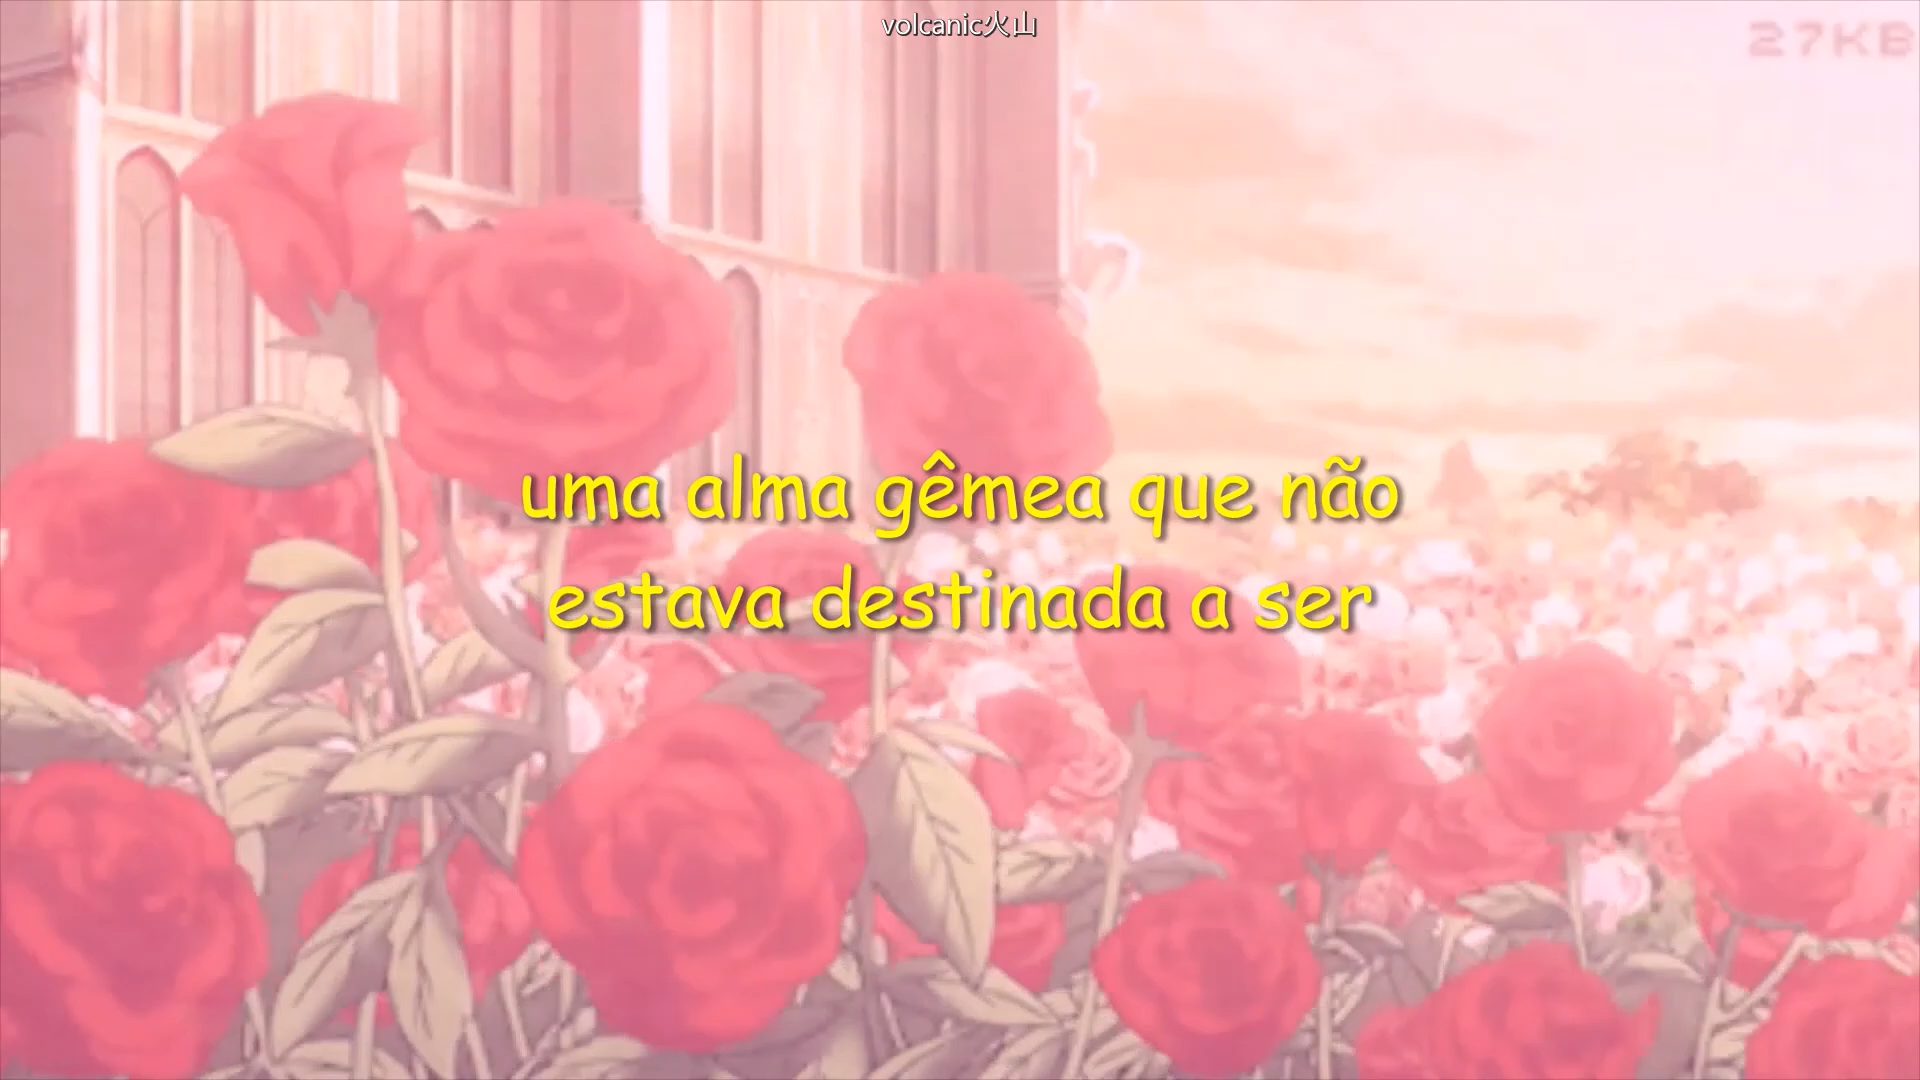 volcanic火山
27KB
uma alma gêmea que não
estava destinada a ser